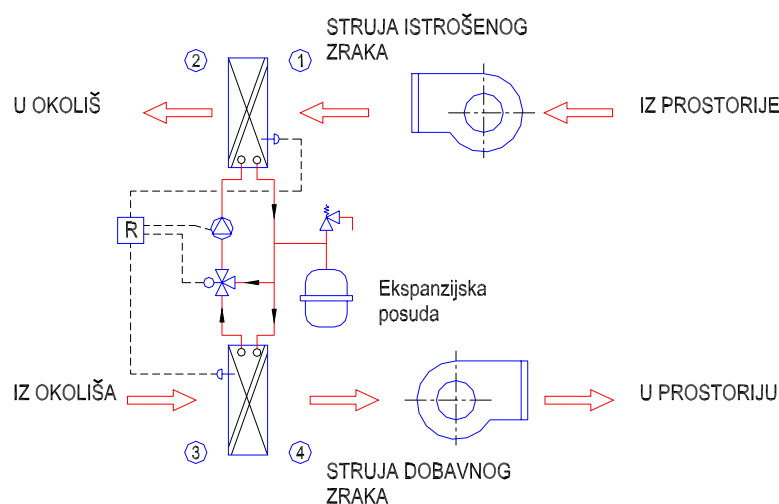 STRUJA ISTROŠENOG
ZRAKA
2
1
U OKOLIŠ
IZ PROSTORIJE
R
Ekspanzijska
posuda
IZ OKOLIŠA
U PROSTORIJU
3
4
STRUJA DOBAVNOG
ZRAKA